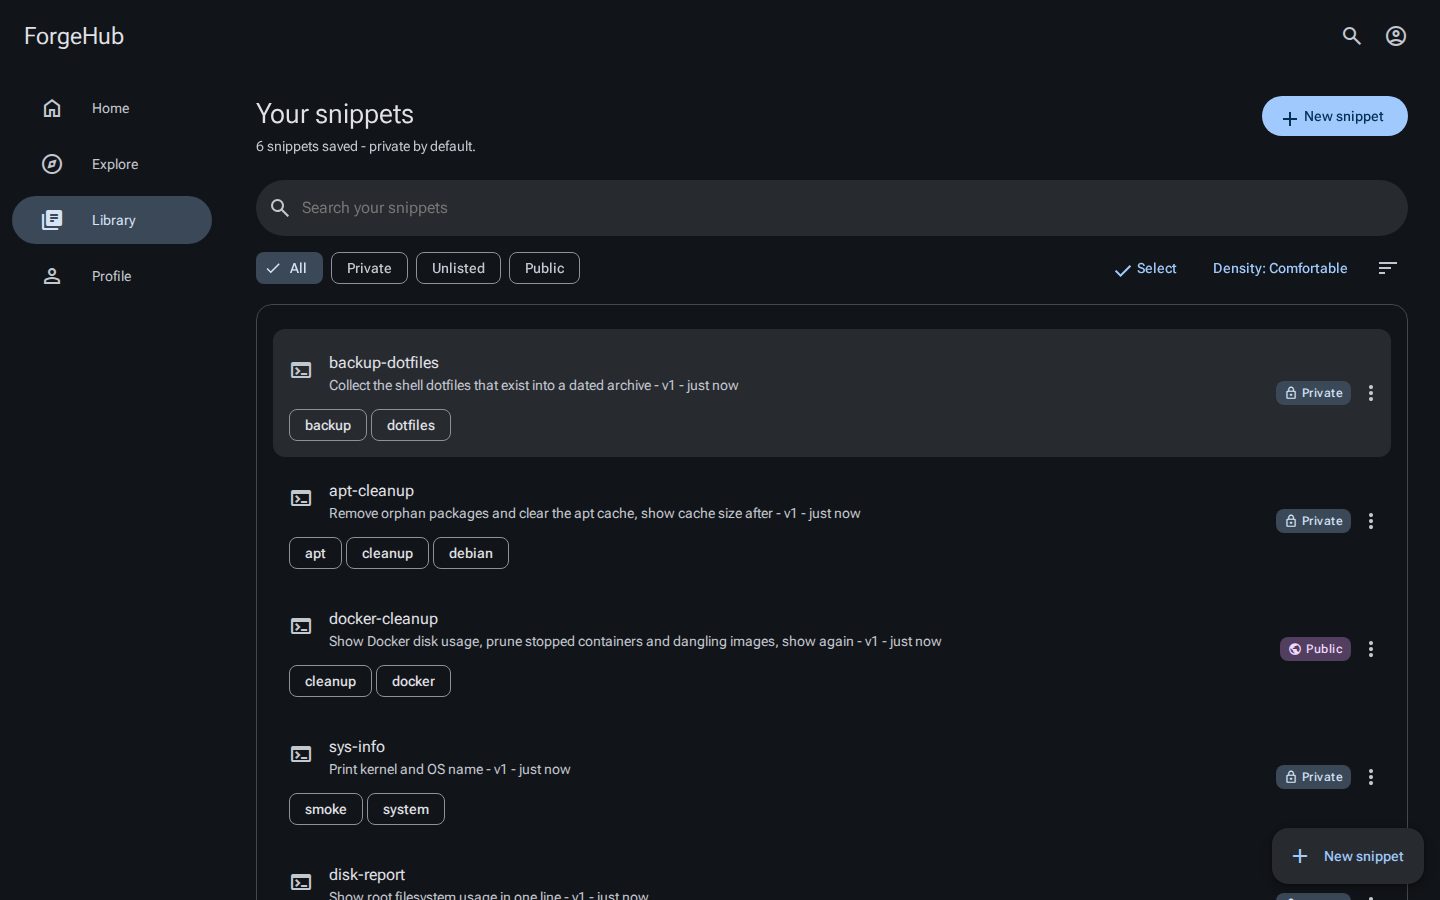 ForgeHub
Home
Explore
Library
Profile
Your snippets
6 snippets saved - private by default.
New snippet
Search your snippets
All
Private
Unlisted
Public
Select
Density: Comfortable
backup-dotfiles
Collect the shell dotfiles that exist into a dated archive - v1 - just now
backup
dotfiles
Private
apt-cleanup
Remove orphan packages and clear the apt cache, show cache size after - v1 - just now
apt
cleanup
debian
Private
docker-cleanup
Show Docker disk usage, prune stopped containers and dangling images, show again - v1 - just now
cleanup
docker
Public
sys-info
Print kernel and OS name - v1 - just now
smoke
system
Private
disk-report
Show root filesystem usage in one line - v1 - just now
New snippet